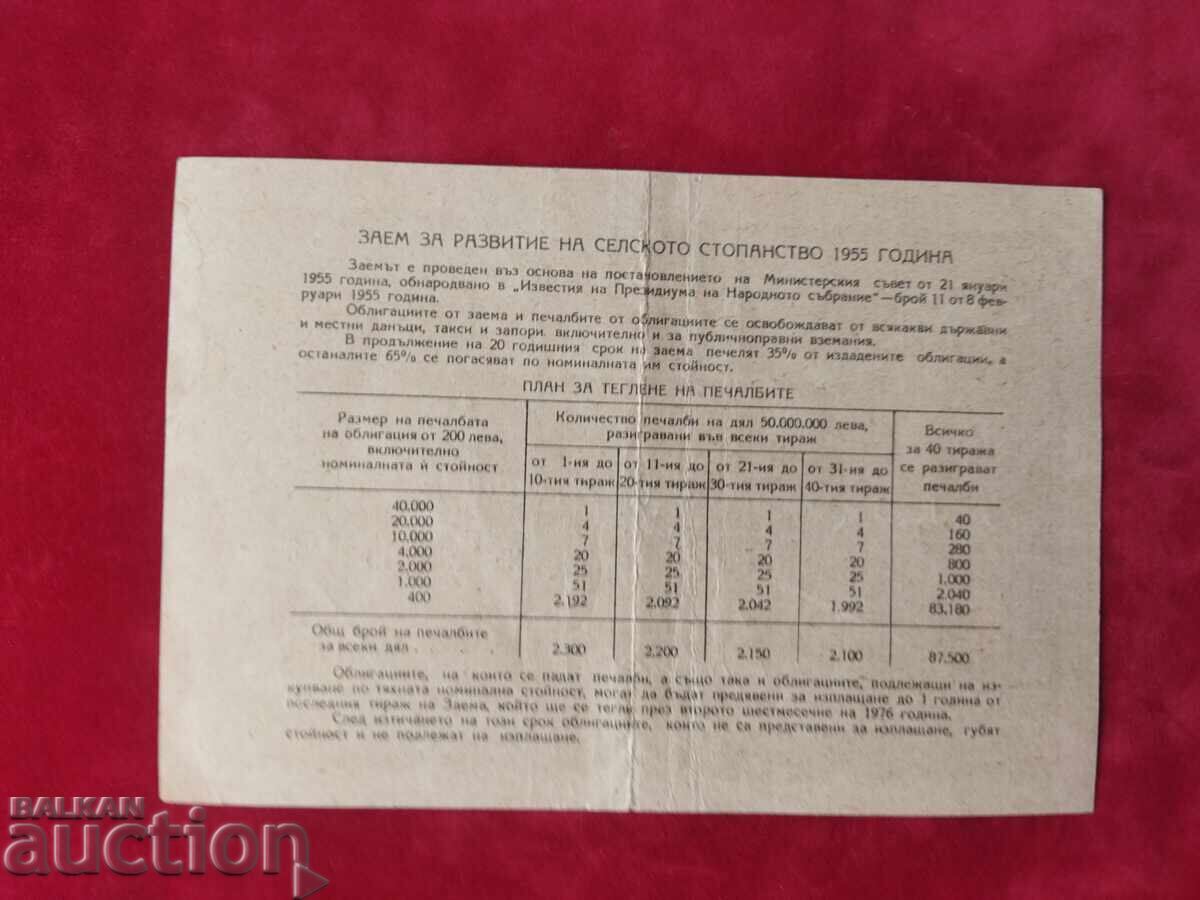 ЗАЕМ ЗА РАЗВИТИЕ НА СЕЛСКОТО СТОПАНСТВО 1955 ГОДИНА
Заемът е проведен въз основа на постановлението на Министерския съвет от 21 януари
1955 година, обнародвано в „Известия на Президиума на Народното събрание“—брой 11 от 8 фев-
руари 1955 година.
Облигациите от заема и печалбите от облигациите се освобождават от всякакви държавни
и местни данъци, такси и запори, включително и за публичноправни вземания.
В продължение на 20 годишния срок на заема печелят 35% от издадените облигации, а
останалите 65% се погасяват по номиналната им стойност.
ПЛАН ЗА ТЕГЛЕНЕ НА ПЕЧАЛБИТЕ
Размер на печалбата
на облигация от 200 лева,
включително
номиналната ѝ стойност
Количество печалби на дял 50.000.000 лева,
разигравани във всеки тираж
Всичко
за 40 тиража
се разиграват
печалби
от 1-ия до
10-тия тираж
от 11-ия до
20-тия тираж
от 21-ия до
30-тия тираж
от 31-ия до
40-тия тираж
40.000 1 1 1 1 40
20.000 4 4 4 4 160
10.000 7 7 7 7 280
4.000 20 20 20 20 800
2.000 25 25 25 25 1.000
1.000 51 51 51 51 2.040
400 2.192 2.092 2.042 1.992 83.180
Общ брой на печалбите
за всеки дял . . . 2.300 2.200 2.150 2.100 87.500
Облигациите, на които се падат печалби, а също така и облигациите, подлежащи на из-
купване по тяхната номинална стойност, могат да бъдат предявени за изплащане до 1 година от
последния тираж на Заема, който ще се тегли през второто шестмесечие на 1976 година.
След изтичането на този срок облигациите, които не са представени за изплащане, губят
стойност и не подлежат на изплащане.
BALKAN
auction